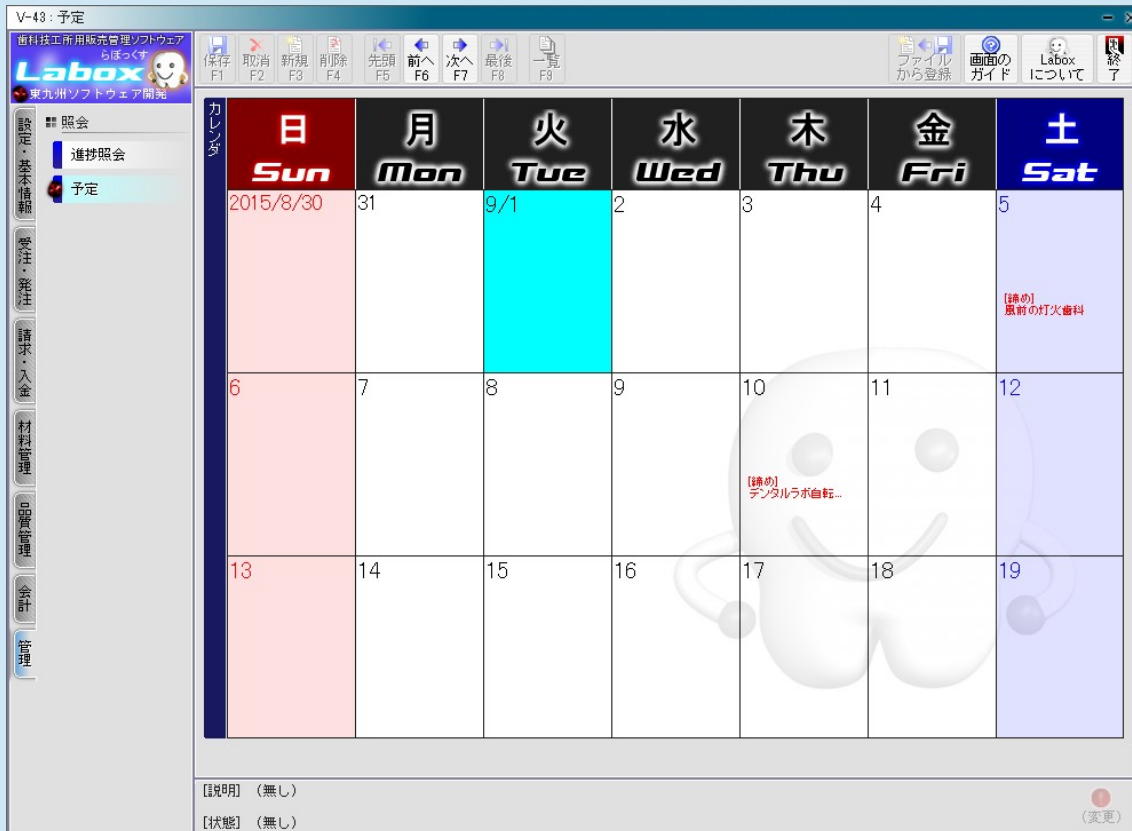 V-43：予定
歯科技工所用販売管理ソフトウェア
らぼっくす
Labox
東九州ソフトウェア開発
保存 F1
取消 F2
新規 F3
削除 F4
先頭 F5
前へ F6
次へ F7
最後 F8
一覧 F9
ファイルから登録
画面のガイド
Laboxについて
終了
設定・基本情報
受注・発注
請求・入金
材料管理
品質管理
会計
管理
照会
進捗照会
予定
カレンダ
日 月 火 水 木 金 土
Sun Mon Tue Wed Thu Fri Sat
2015/8/30 31 9/1 2 3 4 5
[締め]
風前の灯火歯科
6 7 8 9 10 11 12
[締め]
デンタルラボ自転...
13 14 15 16 17 18 19
[説明] （無し）
[状態] （無し）
（変更）